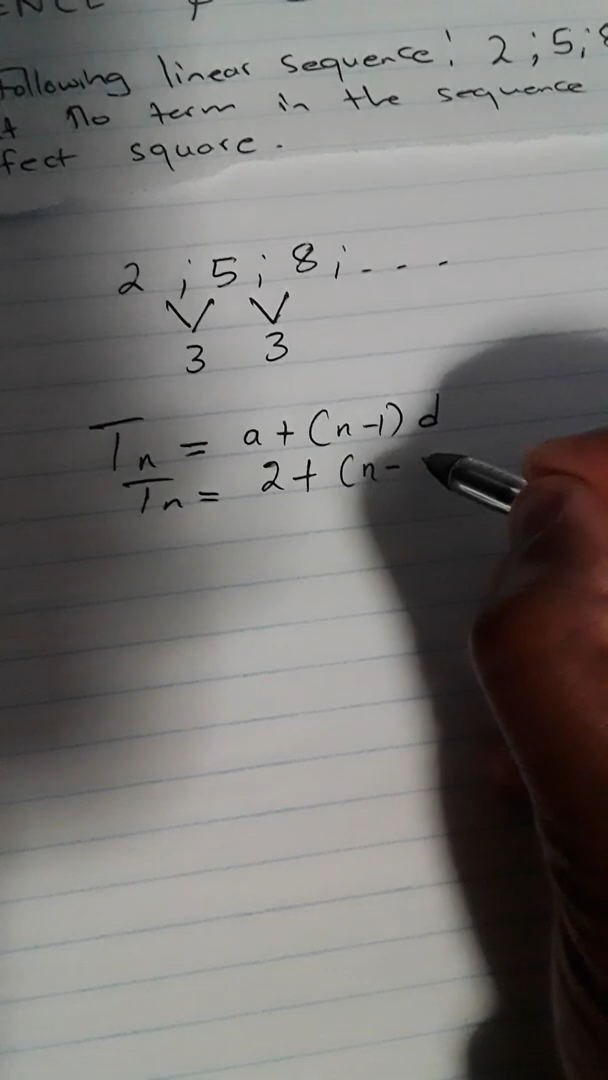 following linear sequence: 2 ; 5 ; 8
no term in the sequence
square.
2 ; 5 ; 8 ; - - -
3 3
Tn = a + (n-1) d
Tn = 2 + (n-